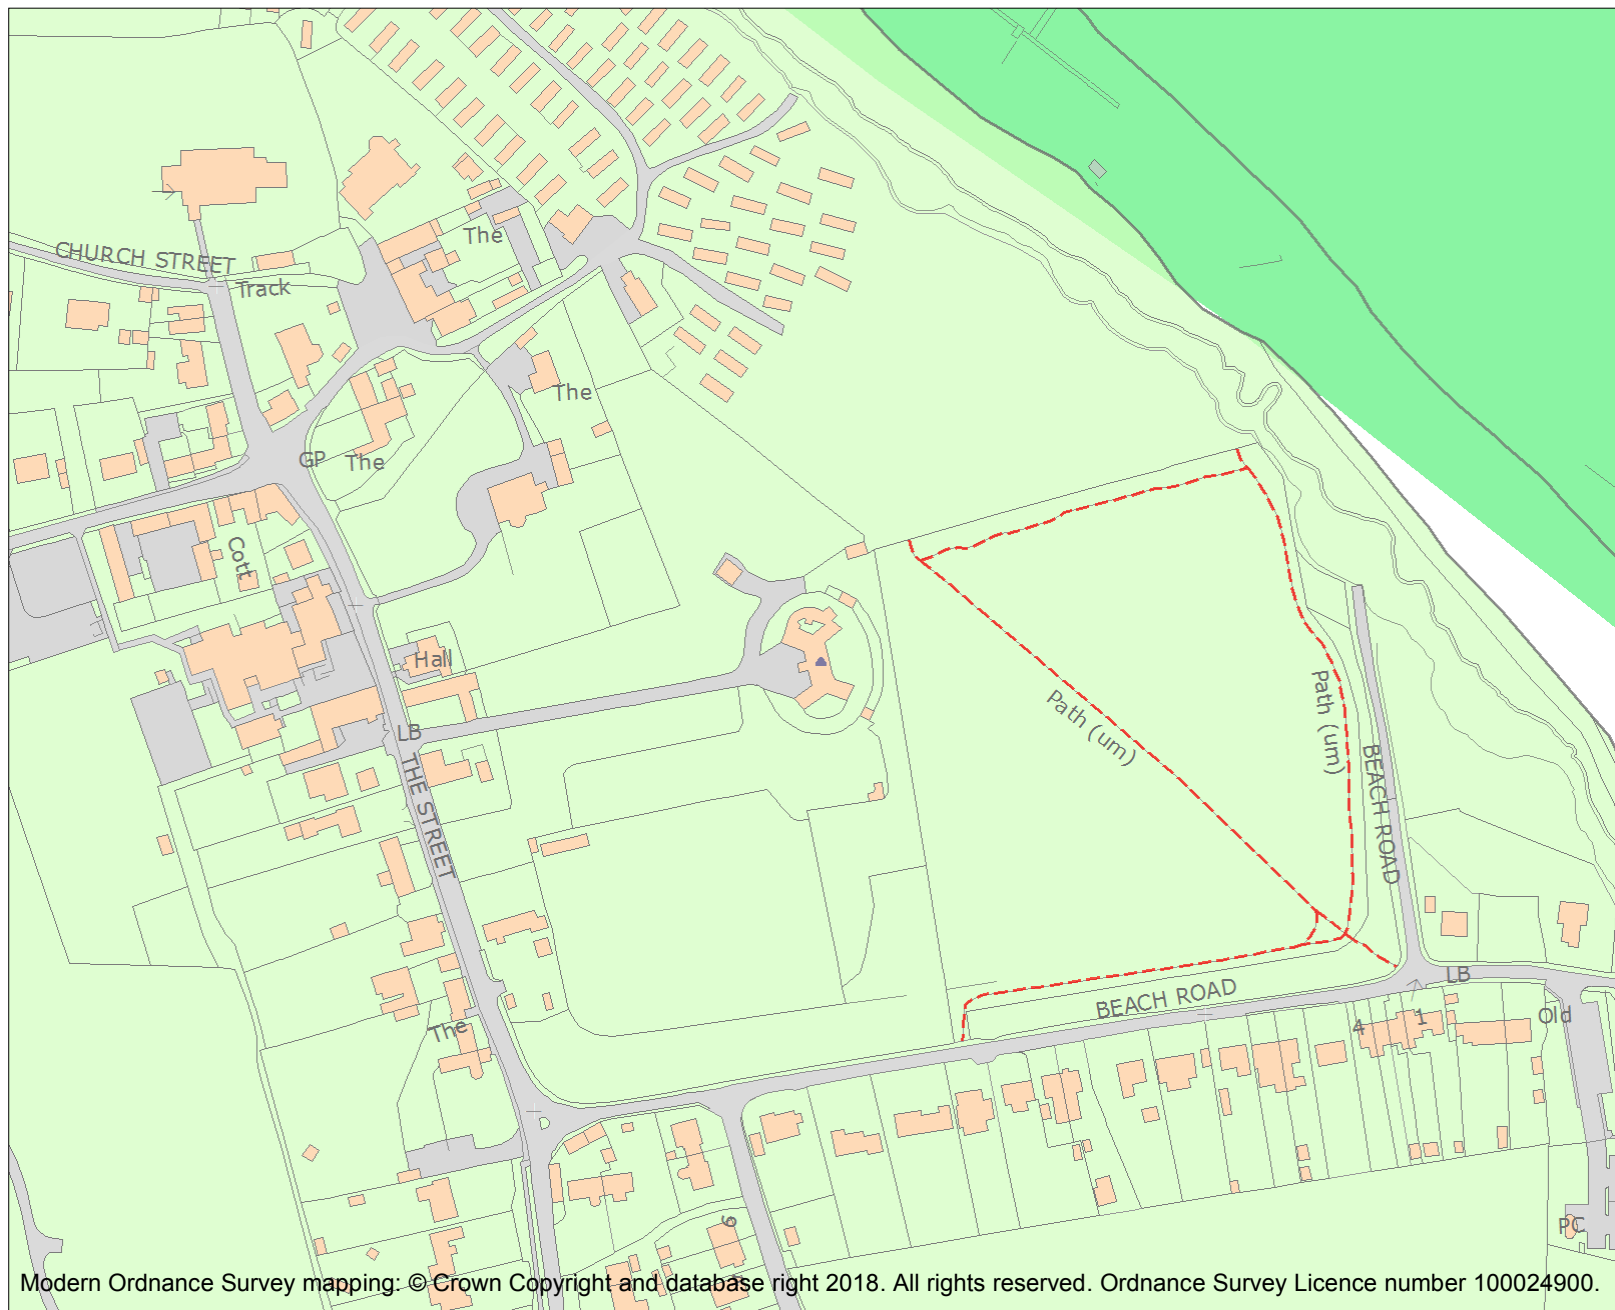 The
CHURCH STREET
Track
The
GP
The
Cott
Hall
Path (um)
Path (um)
LB
BEACH ROAD
THE STREET
LB
BEACH ROAD
Old
4
1
The
6
PC
Modern Ordnance Survey mapping: © Crown Copyright and database right 2018. All rights reserved. Ordnance Survey Licence number 100024900.